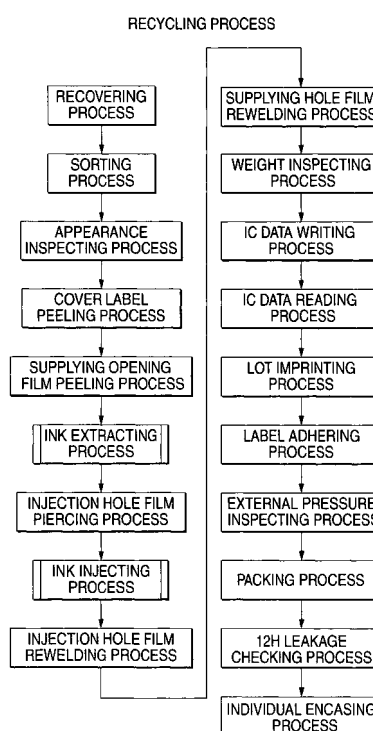 RECYCLING PROCESS
RECOVERING
PROCESS
SORTING
PROCESS
APPEARANCE
INSPECTING PROCESS
COVER LABEL
PEELING PROCESS
SUPPLYING OPENING
FILM PEELING PROCESS
INK EXTRACTING
PROCESS
INJECTION HOLE FILM
PIERCING PROCESS
INK INJECTING
PROCESS
INJECTION HOLE FILM
REWELDING PROCESS
SUPPLYING HOLE FILM
REWELDING PROCESS
WEIGHT INSPECTING
PROCESS
IC DATA WRITING
PROCESS
IC DATA READING
PROCESS
LOT IMPRINTING
PROCESS
LABEL ADHERING
PROCESS
EXTERNAL PRESSURE
INSPECTING PROCESS
PACKING PROCESS
12H LEAKAGE
CHECKING PROCESS
INDIVIDUAL ENCASING
PROCESS